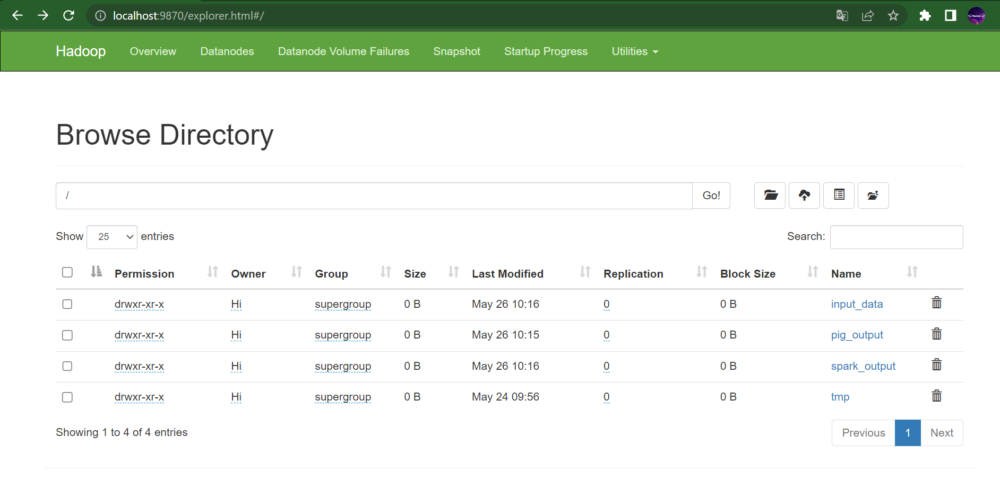 localhost:9870/explorer.html#/
Hadoop Overview Datanodes Datanode Volume Failures Snapshot Startup Progress Utilities
Browse Directory
/ Go!
Show 25 entries Search:
Permission Owner Group Size Last Modified Replication Block Size Name
drwxr-xr-x Hi supergroup 0 B May 26 10:16 0 0 B input_data
drwxr-xr-x Hi supergroup 0 B May 26 10:15 0 0 B pig_output
drwxr-xr-x Hi supergroup 0 B May 26 10:16 0 0 B spark_output
drwxr-xr-x Hi supergroup 0 B May 24 09:56 0 0 B tmp
Showing 1 to 4 of 4 entries Previous 1 Next